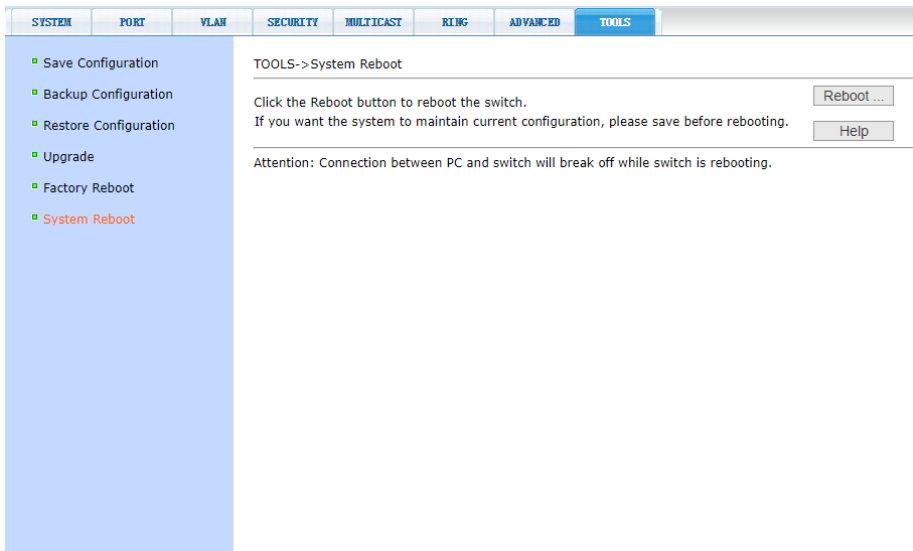 SYSTEM PORT VLAN SECURITY MULTICAST RING ADVANCED TOOLS
Save Configuration
Backup Configuration
Restore Configuration
Upgrade
Factory Reboot
System Reboot
TOOLS->System Reboot
Click the Reboot button to reboot the switch.
If you want the system to maintain current configuration, please save before rebooting.
Reboot ...
Help
Attention: Connection between PC and switch will break off while switch is rebooting.